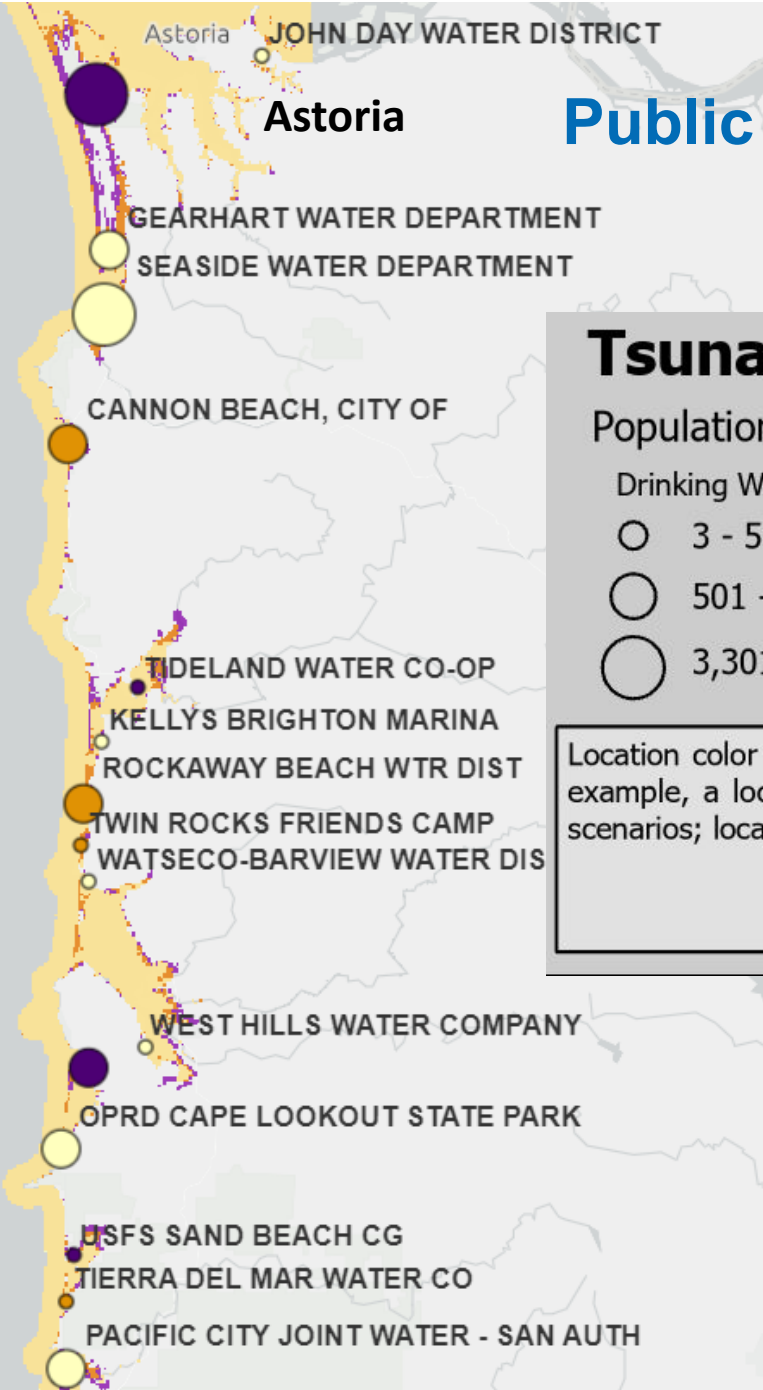 Astoria
JOHN DAY WATER DISTRICT
Astoria
Public
GEARHART WATER DEPARTMENT
SEASIDE WATER DEPARTMENT
Tsuna
CANNON BEACH, CITY OF
Population
Drinking W
3 - 5
501 -
3,301
TIDELAND WATER CO-OP
KELLYS BRIGHTON MARINA
ROCKAWAY BEACH WTR DIST
TWIN ROCKS FRIENDS CAMP
WATSECO-BARVIEW WATER DIS
Location color
example, a loc
scenarios; loca
WEST HILLS WATER COMPANY
OPRD CAPE LOOKOUT STATE PARK
USFS SAND BEACH CG
TIERRA DEL MAR WATER CO
PACIFIC CITY JOINT WATER - SAN AUTH